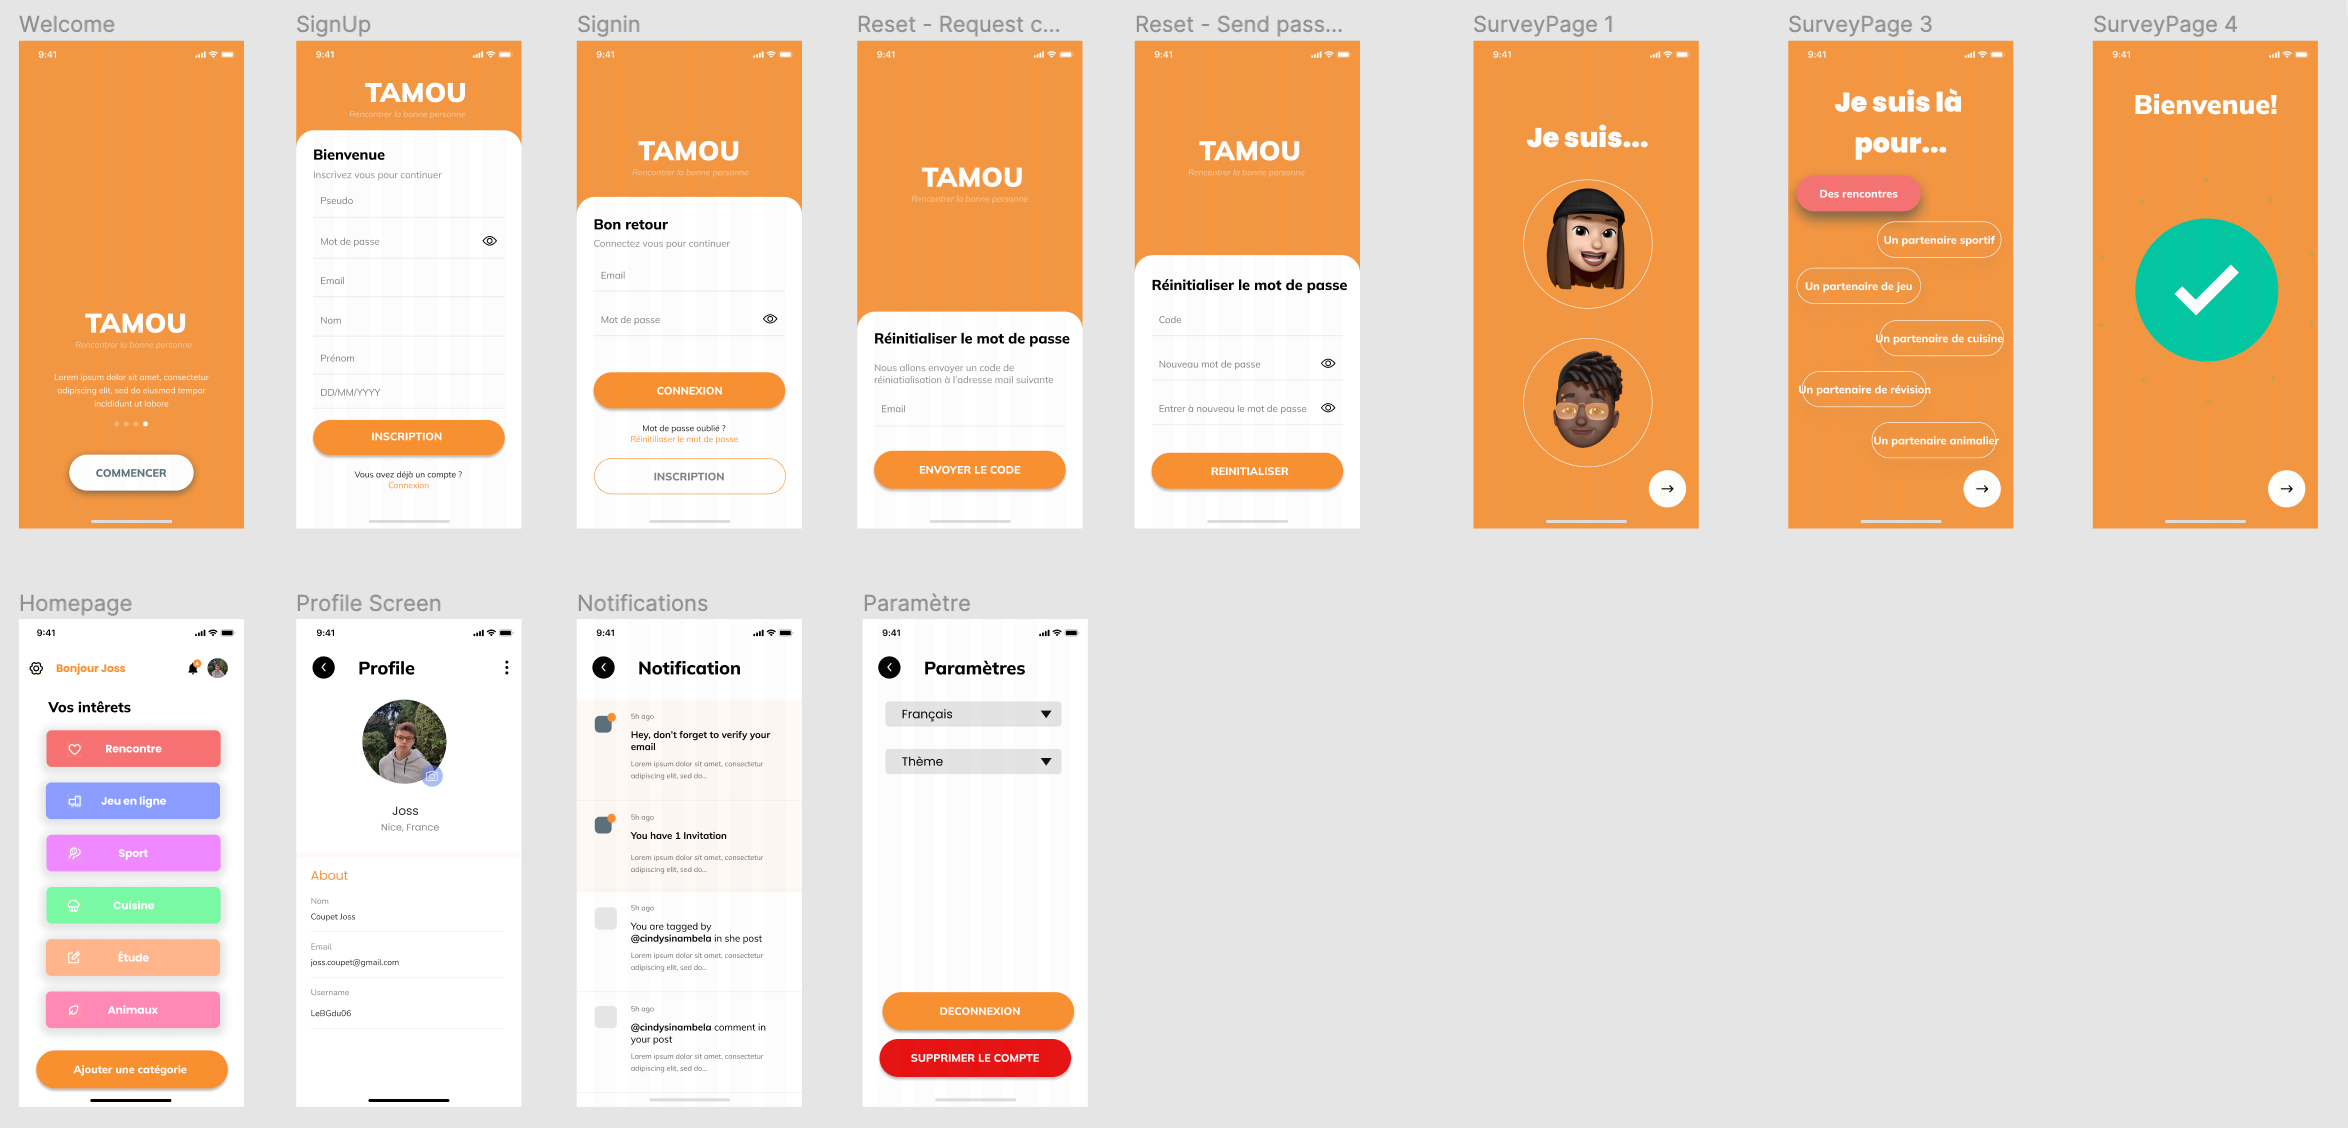 Welcome
9:41
TAMOU
Rencontrer la bonne personne
Lorem ipsum dolor sit amet, consectetur
adipiscing elit, sed do eiusmod tempor
incididunt ut labore
COMMENCER
SignUp
9:41
TAMOU
Rencontrer la bonne personne
Bienvenue
Inscrivez vous pour continuer
Pseudo
Mot de passe
Email
Nom
Prénom
DD/MM/YYYY
INSCRIPTION
Vous avez déjà un compte ?
Connexion
Signin
9:41
TAMOU
Rencontrer la bonne personne
Bon retour
Connectez vous pour continuer
Email
Mot de passe
CONNEXION
Mot de passe oublié ?
Réinitiliaser le mot de passe
INSCRIPTION
Reset - Request c...
9:41
TAMOU
Rencontrer la bonne personne
Réinitialiser le mot de passe
Nous allons envoyer un code de
réiniatialisation à l'adresse mail suivante
Email
ENVOYER LE CODE
Reset - Send pass...
9:41
TAMOU
Rencontrer la bonne personne
Réinitialiser le mot de passe
Code
Nouveau mot de passe
Entrer à nouveau le mot de passe
REINITIALISER
SurveyPage 1
9:41
Je suis...
SurveyPage 3
9:41
Je suis là
pour...
Des rencontres
Un partenaire sportif
Un partenaire de jeu
Un partenaire de cuisine
Un partenaire de révision
Un partenaire animalier
SurveyPage 4
9:41
Bienvenue!
Homepage
9:41
Bonjour Joss
Vos intêrets
Rencontre
Jeu en ligne
Sport
Cuisine
Étude
Animaux
Ajouter une catégorie
Profile Screen
9:41
Profile
Joss
Nice, France
About
Nom
Coupet Joss
Email
joss.coupet@gmail.com
Username
LeBGdu06
Notifications
9:41
Notification
5h ago
Hey, don't forget to verify your
email
Lorem ipsum dolor sit amet, consectetur
adipiscing elit, sed do...
5h ago
You have 1 Invitation
Lorem ipsum dolor sit amet, consectetur
adipiscing elit, sed do...
5h ago
You are tagged by
@cindysinambela in she post
Lorem ipsum dolor sit amet, consectetur
adipiscing elit, sed do...
5h ago
@cindysinambela comment in
your post
Lorem ipsum dolor sit amet, consectetur
adipiscing elit, sed do...
Paramètre
9:41
Paramètres
Français
Thème
DECONNEXION
SUPPRIMER LE COMPTE